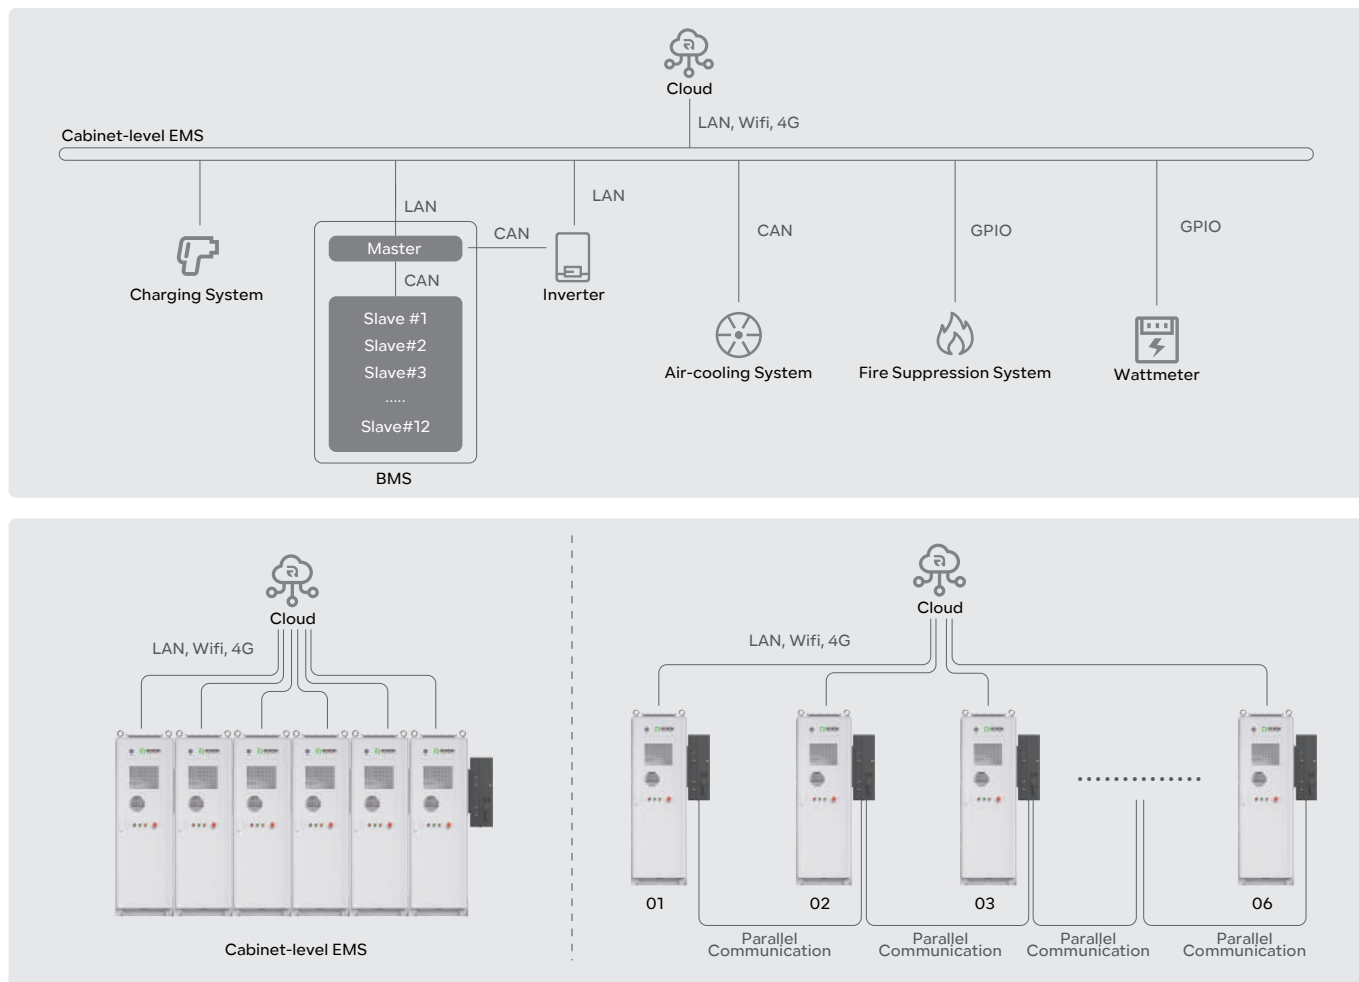 Cloud
LAN, Wifi, 4G
Cabinet-level EMS
LAN
LAN
CAN
CAN
GPIO
GPIO
Master
CAN
Charging System
Inverter
Slave #1
Slave#2
Slave#3
.....
Slave#12
Air-cooling System
Fire Suppression System
Wattmeter
BMS
Cloud
LAN, Wifi, 4G
Cabinet-level EMS
Cloud
LAN, Wifi, 4G
01
02
03
06
Parallel
Communication
Parallel
Communication
Parallel
Communication
Parallel
Communication